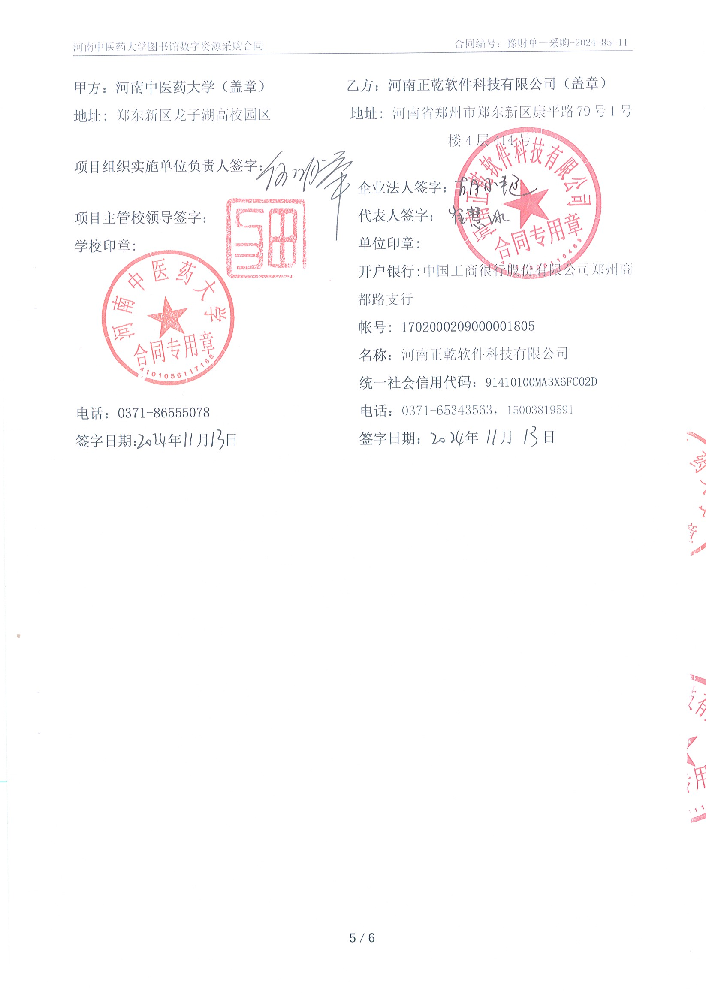 河南中医药大学图书馆数字资源采购合同
合同编号：豫财单一采购-2024-85-11
甲方：河南中医药大学（盖章）
地址：郑东新区龙子湖高校园区
项目组织实施单位负责人签字：
项目主管校领导签字：
学校印章：
河南中医药大学
合同专用章
4101056117188
电话：0371-86555078
签字日期：2024年11月13日
乙方：河南正乾软件科技有限公司（盖章）
地址：河南省郑州市郑东新区康平路79号1号
楼4层414号
企业法人签字：
代表人签字：崔慧冰
单位印章：
河南正乾软件科技有限公司
合同专用章
开户银行：中国工商很行股份有限公司郑州商
都路支行
帐号：1702000209000001805
名称：河南正乾软件科技有限公司
统一社会信用代码：91410100MA3X6FC02D
电话：0371-65343563，15003819591
签字日期：2024年11月13日
药
章
用
5 / 6